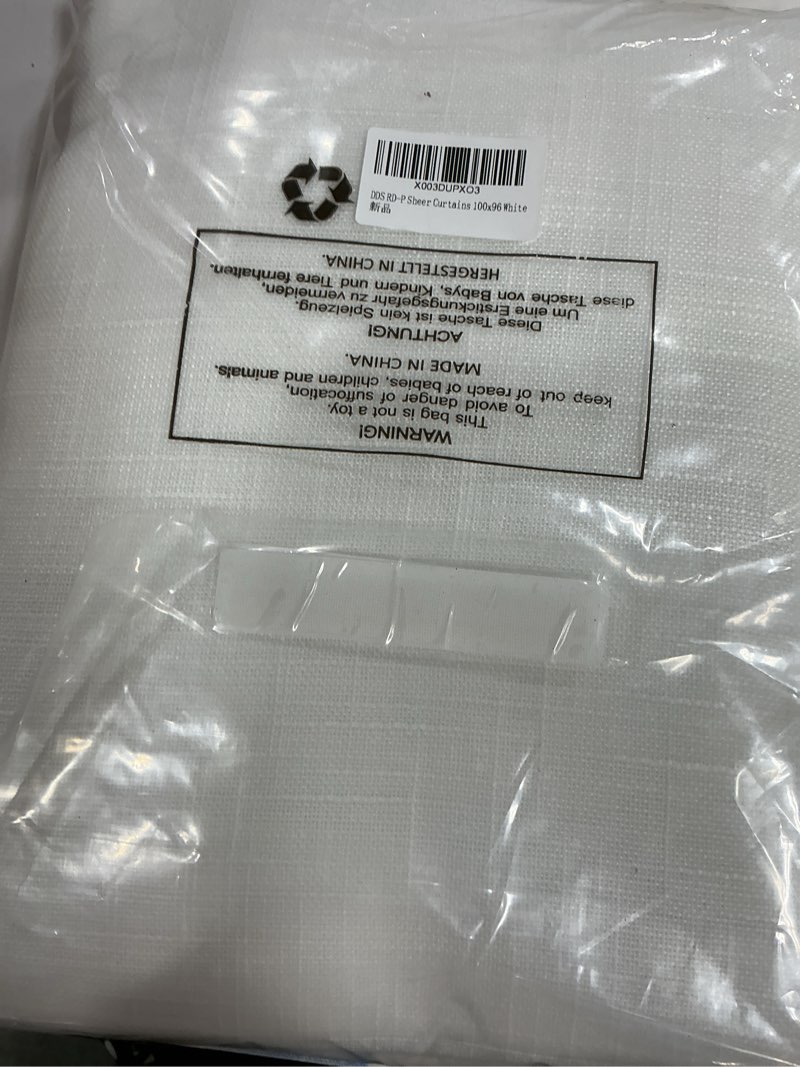 X003DUPXO3
DDS RD-P Sheer Curtains 100x96 White
新品
WARNING!
This bag is not a toy.
To avoid danger of suffocation,
keep out of reach of babies, children and animals.
MADE IN CHINA.
ACHTUNG!
Diese Tasche ist kein Spielzeug.
Um eine Erstickungsgefahr zu vermeiden,
diese Tasche von Babys, Kindern und Tiere fernhalten.
HERGESTELLT IN CHINA.